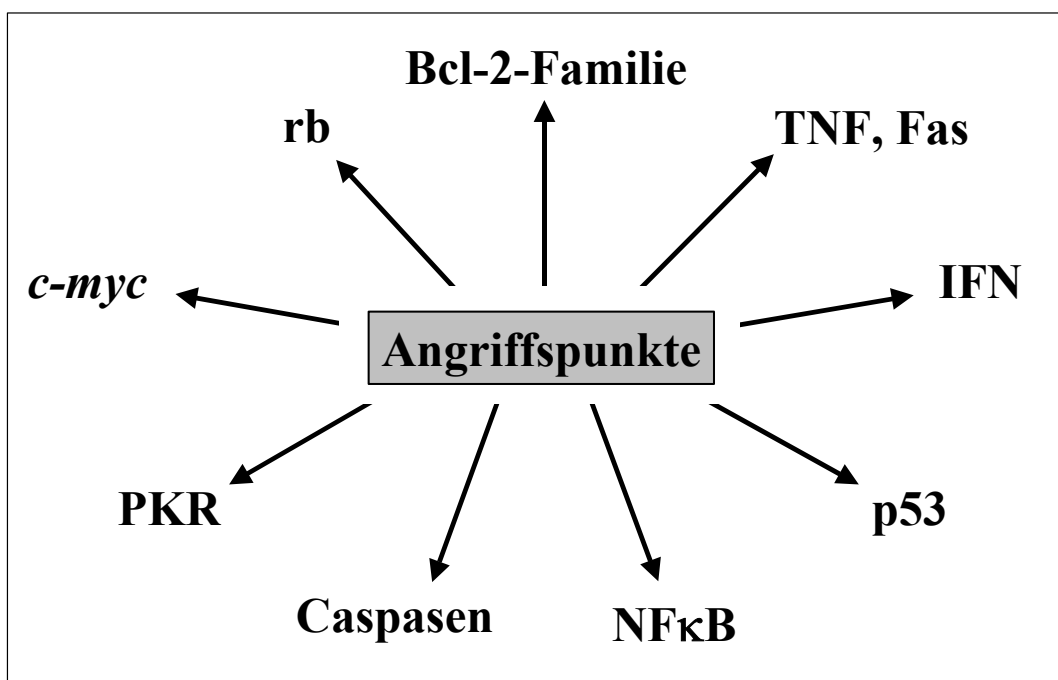 Bcl-2-Familie
rb
TNF, Fas
c-myc
IFN
Angriffspunkte
PKR
p53
Caspasen
NFκB